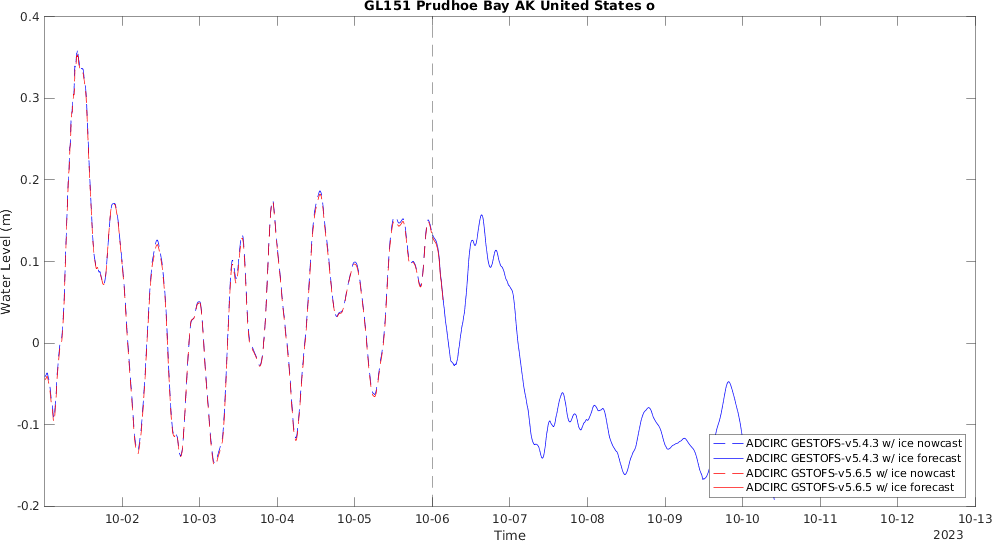 GL151 Prudhoe Bay AK United States o
0.4
0.3
0.2
0.1
0
-0.1
-0.2
Water Level (m)
ADCIRC GESTOFS-v5.4.3 w/ ice nowcast
ADCIRC GESTOFS-v5.4.3 w/ ice forecast
ADCIRC GSTOFS-v5.6.5 w/ ice nowcast
ADCIRC GSTOFS-v5.6.5 w/ ice forecast
10-02 10-03 10-04 10-05 10-06 10-07 10-08 10-09 10-10 10-11 10-12 10-13
Time
2023